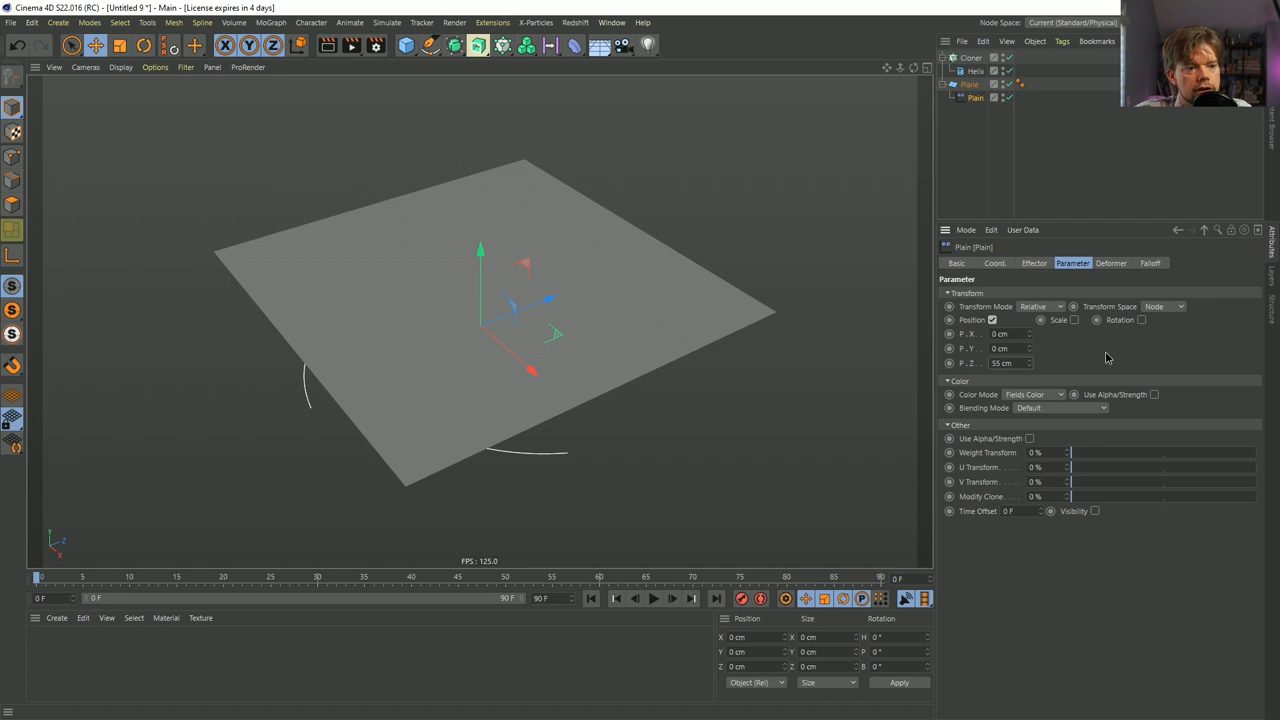 Cinema 4D S22.016 (RC) - [Untitled 9 *] - Main - [License expires in 4 days]
File Edit Create Modes Select Tools Mesh Spline Volume MoGraph Character Animate Simulate Tracker Render Extensions X-Particles Redshift Window Help Node Space: Current (Standard/Physical)
File Edit View Object Tags Bookmarks
View Cameras Display Options Filter Panel ProRender
Cloner
Helix
Plane
Plain
Content Browser
Mode Edit User Data
Attributes
Layers
Structure
Plain [Plain]
Basic Coord. Effector Parameter Deformer Falloff
Parameter
Transform
Transform Mode Relative Transform Space Node
Position Scale Rotation
P . X 0 cm
P . Y 0 cm
P . Z 55 cm
Color
Color Mode Fields Color Use Alpha/Strength
Blending Mode Default
Other
Use Alpha/Strength
Weight Transform 0 %
U Transform 0 %
V Transform 0 %
Modify Clone 0 %
Time Offset 0 F Visibility
X Y Z
Y Z X
FPS : 125.0
0 5 10 15 20 25 30 35 40 45 50 55 60 65 70 75 80 85 90 0 F
0 F 0 F 90 F 90 F
Create Edit View Select Material Texture
Position Size Rotation
X 0 cm X 0 cm H 0 °
Y 0 cm Y 0 cm P 0 °
Z 0 cm Z 0 cm B 0 °
Object (Rel) Size Apply